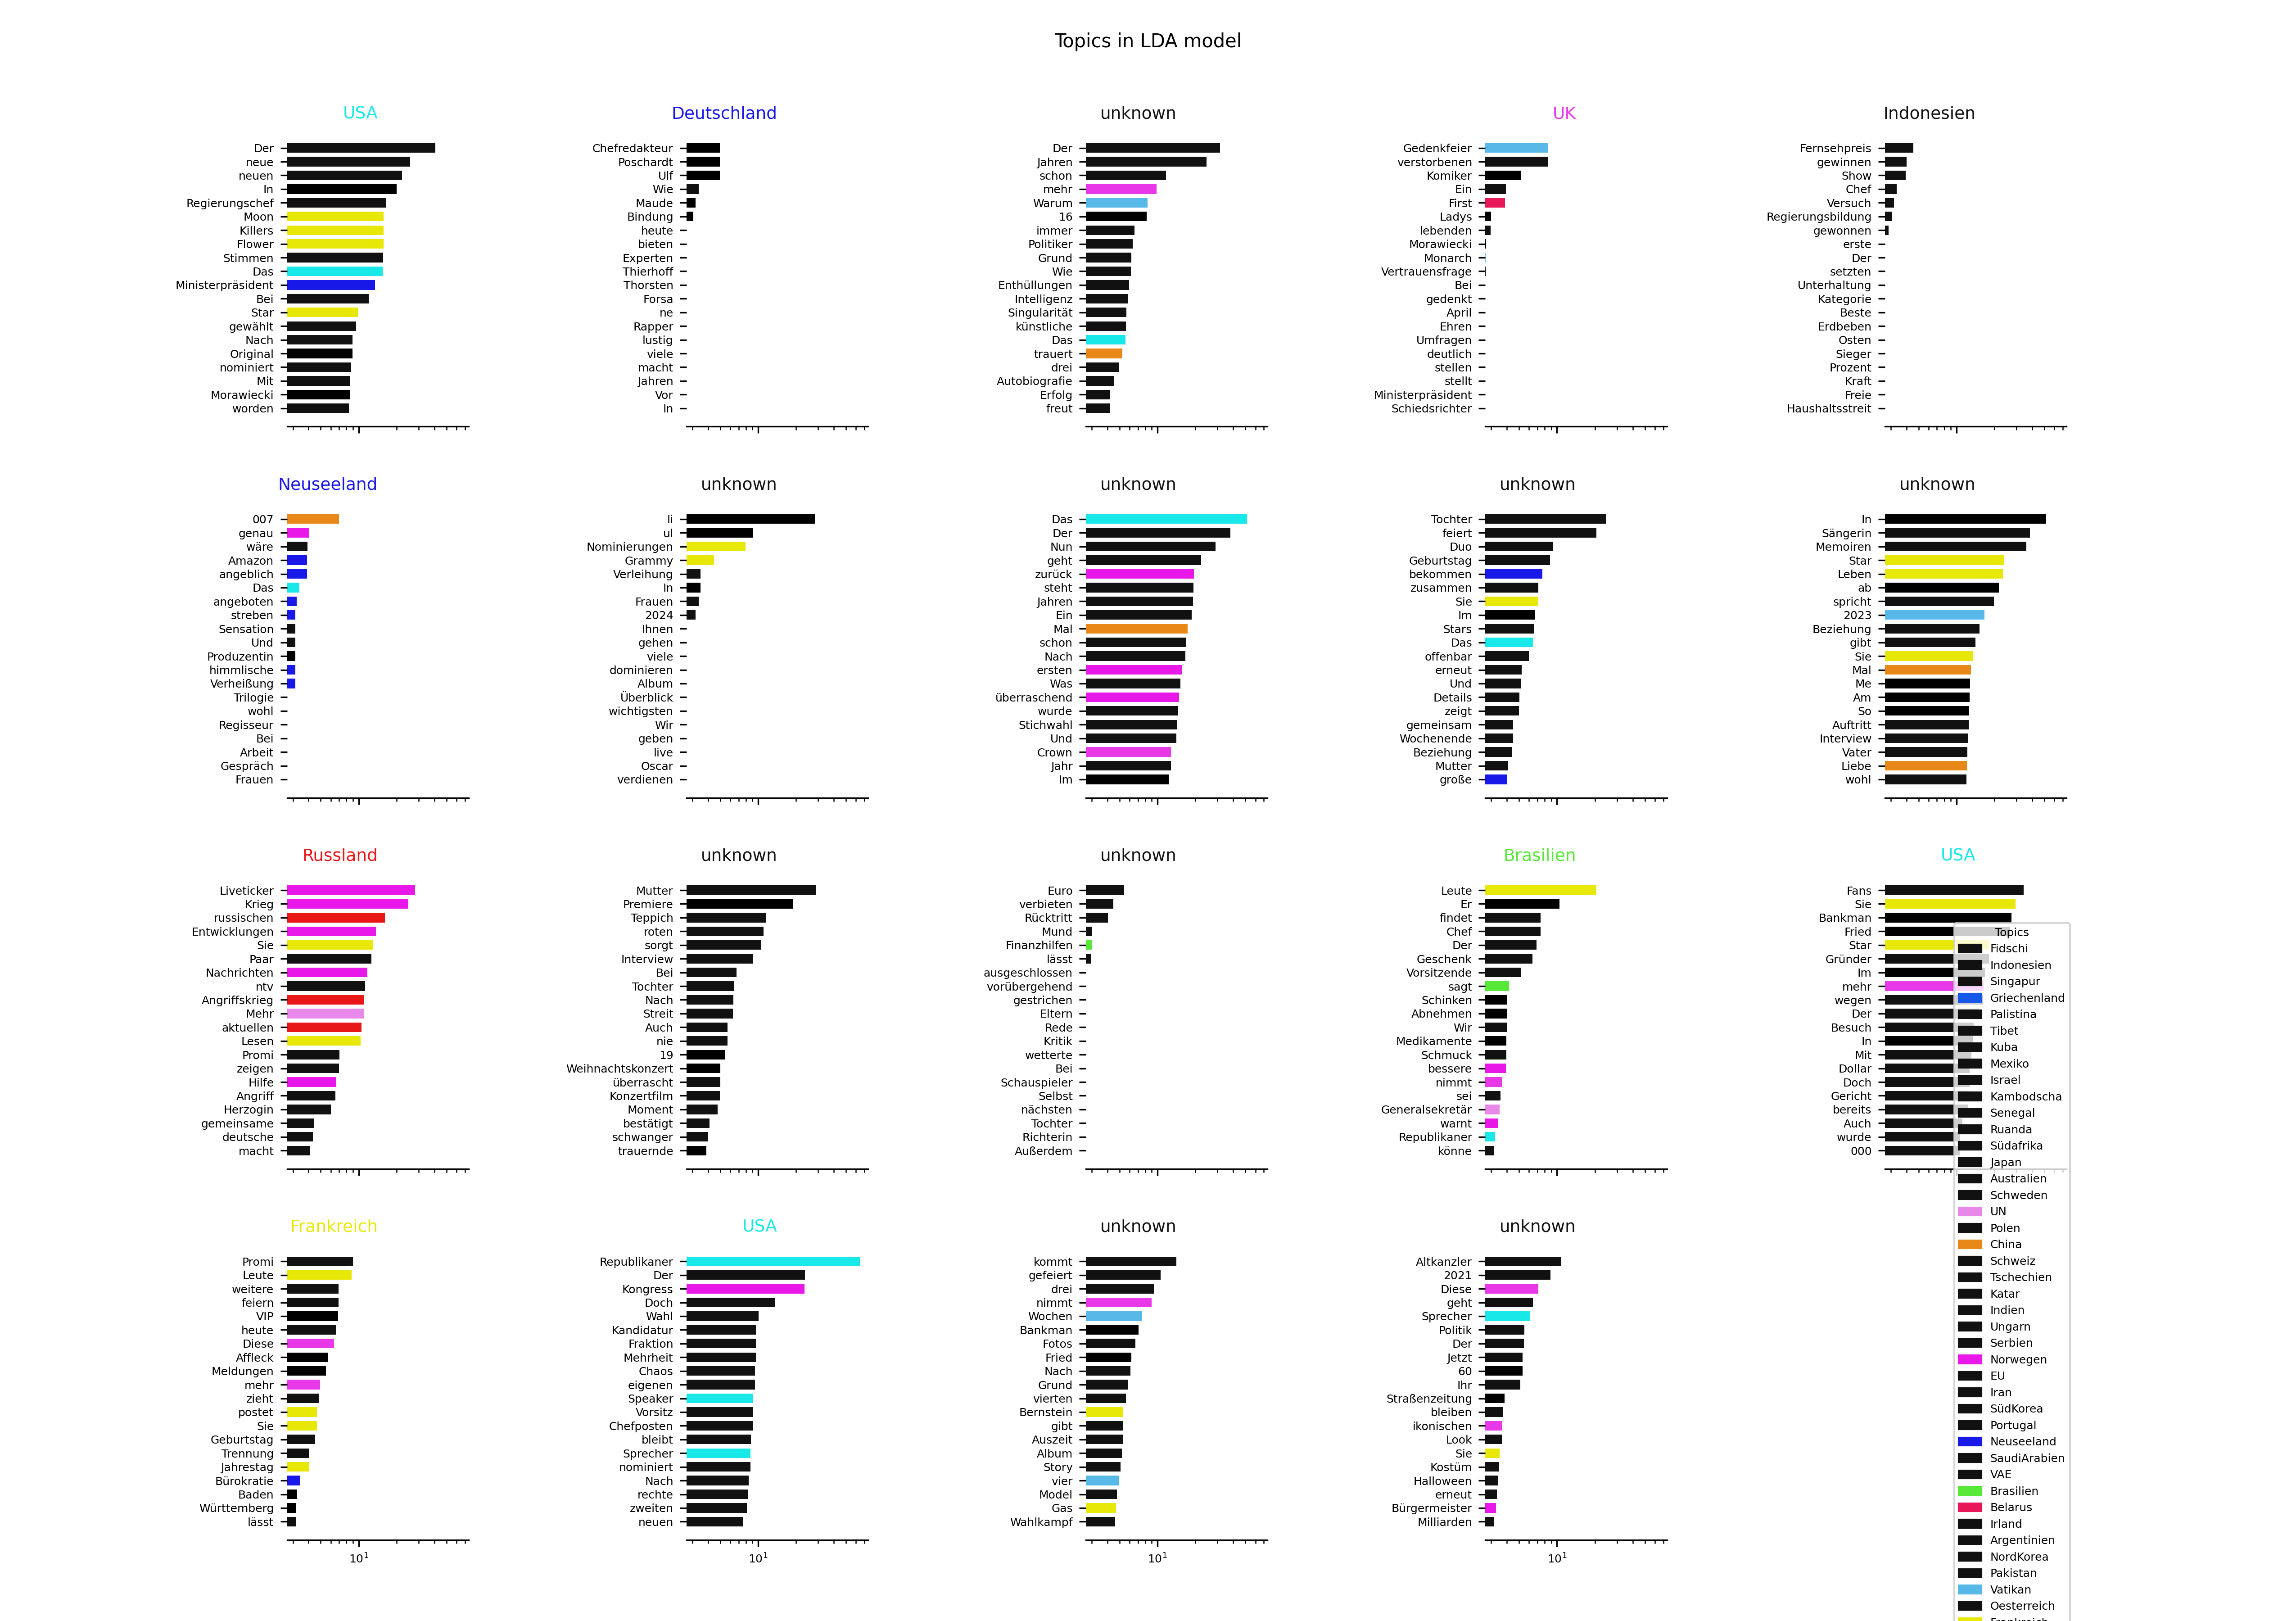 Topics in LDA model
USA
Der
neue
neuen
In
Regierungschef
Moon
Killers
Flower
Stimmen
Das
Ministerpräsident
Bei
Star
gewählt
Nach
Original
nominiert
Mit
Morawiecki
worden
Deutschland
Chefredakteur
Poschardt
Ulf
Wie
Maude
Bindung
heute
bieten
Experten
Thierhoff
Thorsten
Forsa
ne
Rapper
lustig
viele
macht
Jahren
Vor
In
unknown
Der
Jahren
schon
mehr
Warum
16
immer
Politiker
Grund
Wie
Enthüllungen
Intelligenz
Singularität
künstliche
Das
trauert
drei
Autobiografie
Erfolg
freut
UK
Gedenkfeier
verstorbenen
Komiker
Ein
First
Ladys
lebenden
Morawiecki
Monarch
Vertrauensfrage
Bei
gedenkt
April
Ehren
Umfragen
deutlich
stellen
stellt
Ministerpräsident
Schiedsrichter
Indonesien
Fernsehpreis
gewinnen
Show
Chef
Versuch
Regierungsbildung
gewonnen
erste
Der
setzten
Unterhaltung
Kategorie
Beste
Erdbeben
Osten
Sieger
Prozent
Kraft
Freie
Haushaltsstreit
Neuseeland
007
genau
wäre
Amazon
angeblich
Das
angeboten
streben
Sensation
Und
Produzentin
himmlische
Verheißung
Trilogie
wohl
Regisseur
Bei
Arbeit
Gespräch
Frauen
unknown
li
ul
Nominierungen
Grammy
Verleihung
In
Frauen
2024
Ihnen
gehen
viele
dominieren
Album
Überblick
wichtigsten
Wir
geben
live
Oscar
verdienen
unknown
Das
Der
Nun
geht
zurück
steht
Jahren
Ein
Mal
schon
Nach
ersten
Was
überraschend
wurde
Stichwahl
Und
Crown
Jahr
Im
unknown
Tochter
feiert
Duo
Geburtstag
bekommen
zusammen
Sie
Im
Stars
Das
offenbar
erneut
Und
Details
zeigt
gemeinsam
Wochenende
Beziehung
Mutter
große
unknown
In
Sängerin
Memoiren
Star
Leben
ab
spricht
2023
Beziehung
gibt
Sie
Mal
Me
Am
So
Auftritt
Interview
Vater
Liebe
wohl
Russland
Liveticker
Krieg
russischen
Entwicklungen
Sie
Paar
Nachrichten
ntv
Angriffskrieg
Mehr
aktuellen
Lesen
Promi
zeigen
Hilfe
Angriff
Herzogin
gemeinsame
deutsche
macht
unknown
Mutter
Premiere
Teppich
roten
sorgt
Interview
Bei
Tochter
Nach
Streit
Auch
nie
19
Weihnachtskonzert
überrascht
Konzertfilm
Moment
bestätigt
schwanger
trauernde
unknown
Euro
verbieten
Rücktritt
Mund
Finanzhilfen
lässt
ausgeschlossen
vorübergehend
gestrichen
Eltern
Rede
Kritik
wetterte
Bei
Schauspieler
Selbst
nächsten
Tochter
Richterin
Außerdem
Brasilien
Leute
Er
findet
Chef
Der
Geschenk
Vorsitzende
sagt
Schinken
Abnehmen
Wir
Medikamente
Schmuck
bessere
nimmt
sei
Generalsekretär
warnt
Republikaner
könne
USA
Fans
Sie
Bankman
Fried
Star
Gründer
Im
mehr
wegen
Der
Besuch
In
Mit
Dollar
Doch
Gericht
bereits
Auch
wurde
000
Frankreich
Promi
Leute
weitere
feiern
VIP
heute
Diese
Affleck
Meldungen
mehr
zieht
postet
Sie
Geburtstag
Trennung
Jahrestag
Bürokratie
Baden
Württemberg
lässt
10¹
USA
Republikaner
Der
Kongress
Doch
Wahl
Kandidatur
Fraktion
Mehrheit
Chaos
eigenen
Speaker
Vorsitz
Chefposten
bleibt
Sprecher
nominiert
Nach
rechte
zweiten
neuen
10¹
unknown
kommt
gefeiert
drei
nimmt
Wochen
Bankman
Fotos
Fried
Nach
Grund
vierten
Bernstein
gibt
Auszeit
Album
Story
vier
Model
Gas
Wahlkampf
10¹
unknown
Altkanzler
2021
Diese
geht
Sprecher
Politik
Der
Jetzt
60
Ihr
Straßenzeitung
bleiben
ikonischen
Look
Sie
Kostüm
Halloween
erneut
Bürgermeister
Milliarden
10¹
Topics
Fidschi
Indonesien
Singapur
Griechenland
Palistina
Tibet
Kuba
Mexiko
Israel
Kambodscha
Senegal
Ruanda
Südafrika
Japan
Australien
Schweden
UN
Polen
China
Schweiz
Tschechien
Katar
Indien
Ungarn
Serbien
Norwegen
EU
Iran
SüdKorea
Portugal
Neuseeland
SaudiArabien
VAE
Brasilien
Belarus
Irland
Argentinien
NordKorea
Pakistan
Vatikan
Oesterreich